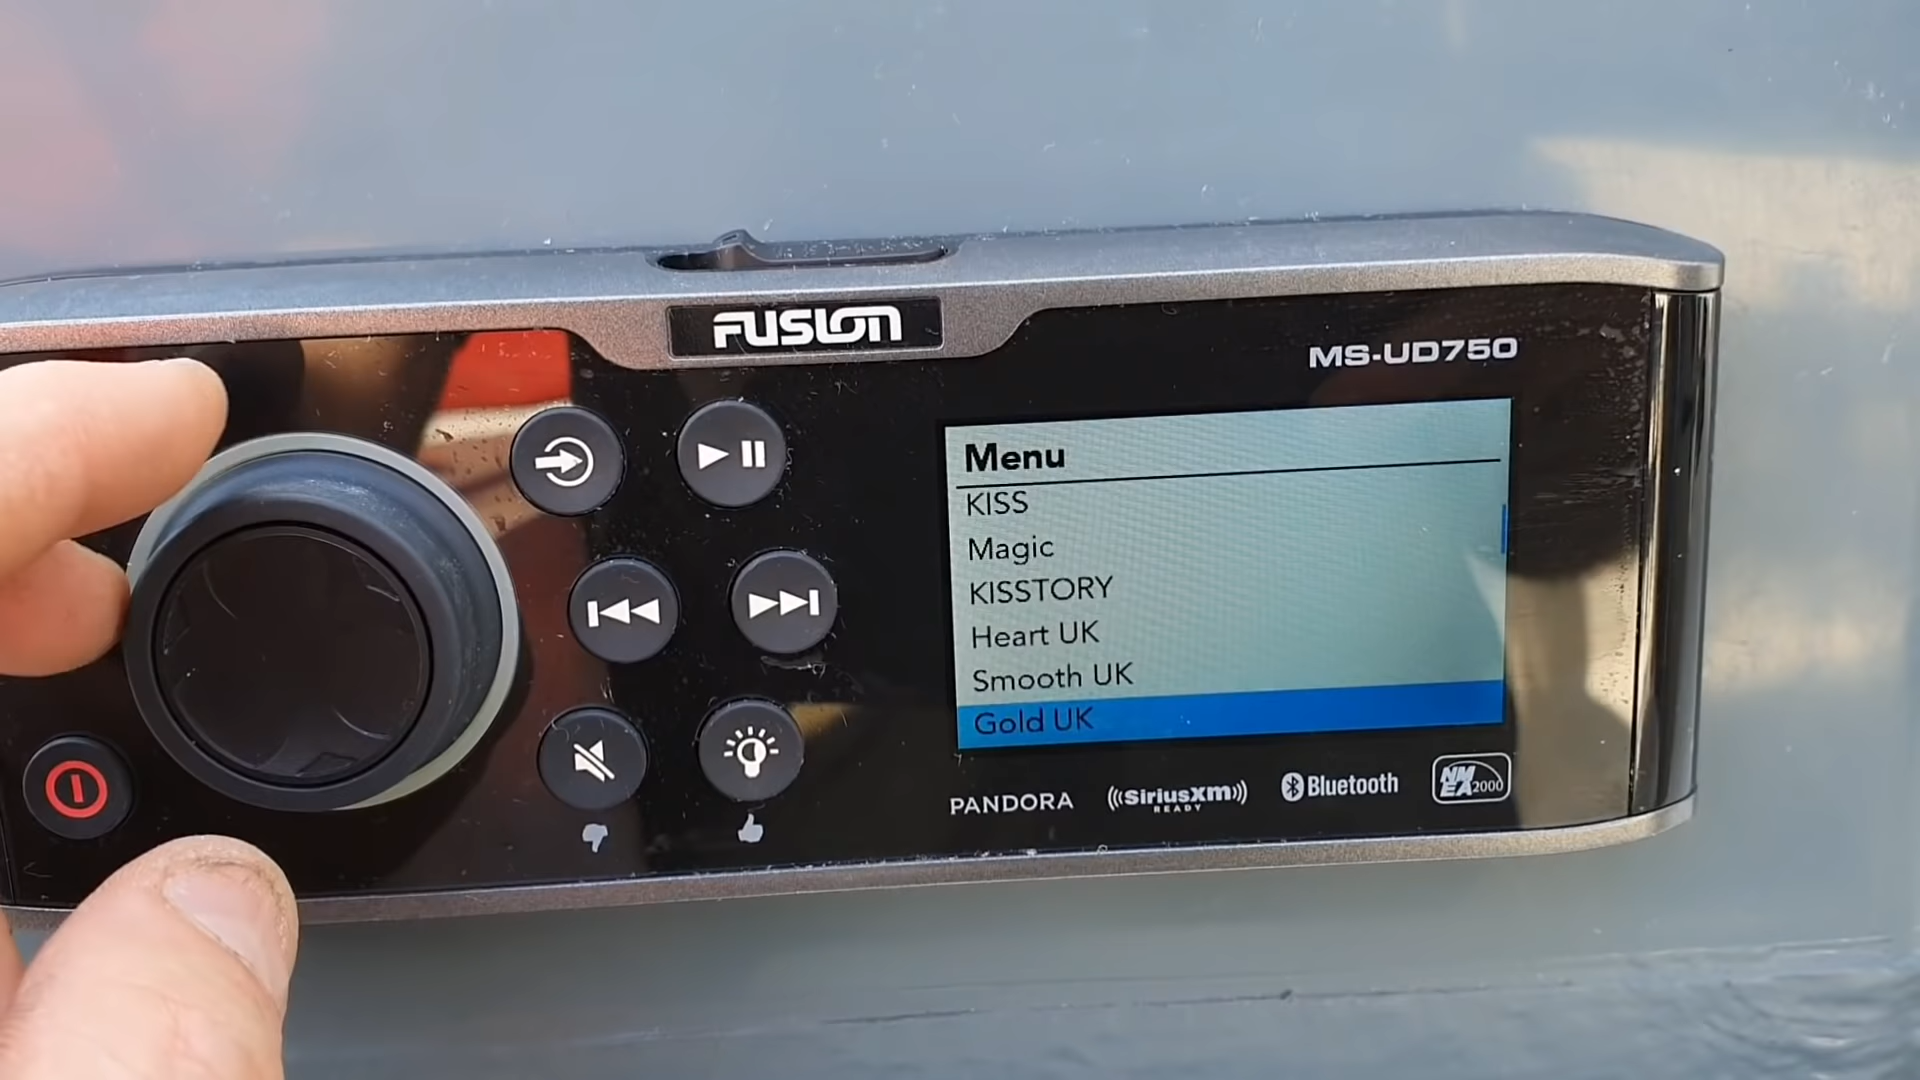 FUSION
MS-UD750
Menu
KISS
Magic
KISSTORY
Heart UK
Smooth UK
Gold UK
PANDORA
SiriusXm
READY
Bluetooth
NMEA 2000